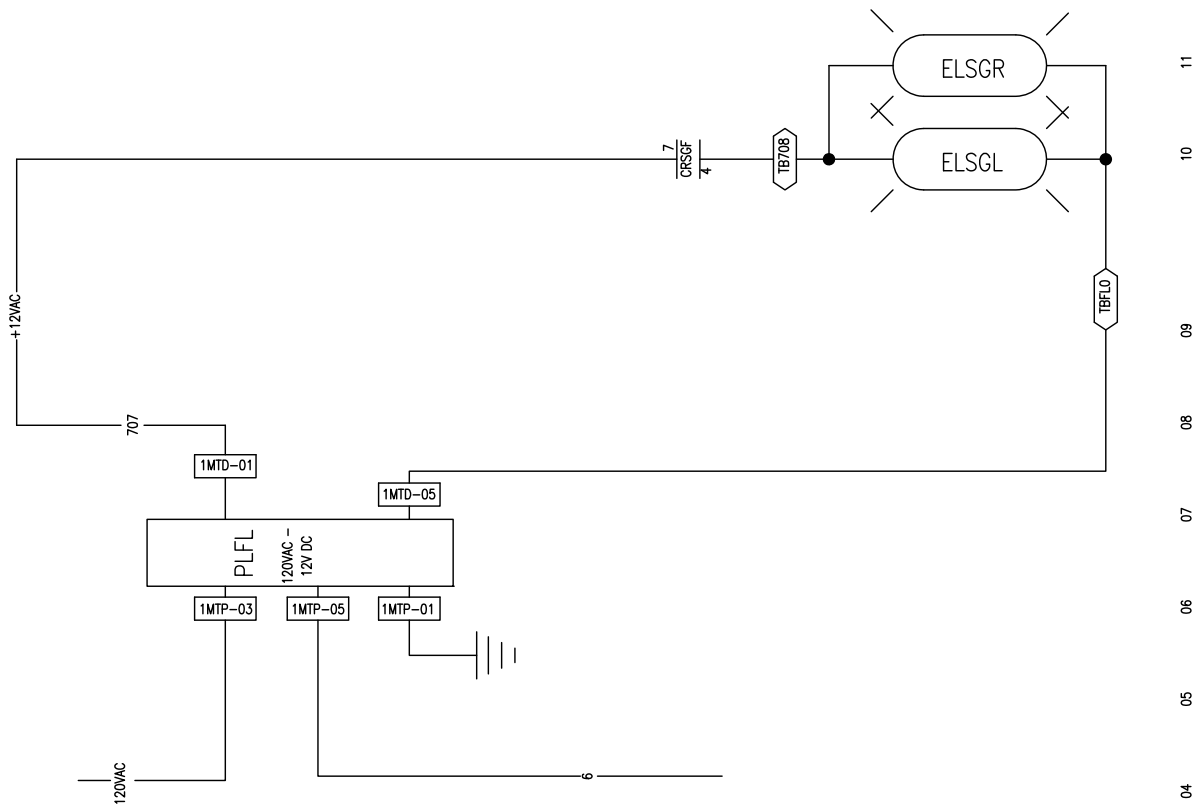 11
ELSGR
7
CRSGF
4
TB708
10
ELSGL
+12VAC
TBFLO
09
707
08
1MTD-01
1MTD-05
07
PLFL
120VAC -
12V DC
1MTP-03
1MTP-05
1MTP-01
06
05
120VAC
6
04